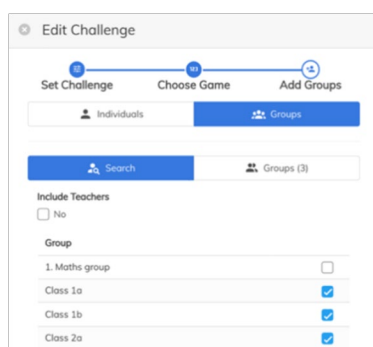 Edit Challenge
Set Challenge Choose Game Add Groups
Individuals Groups
Search Groups (3)
Include Teachers
No
Group
1. Maths group
Class 1a
Class 1b
Class 2a